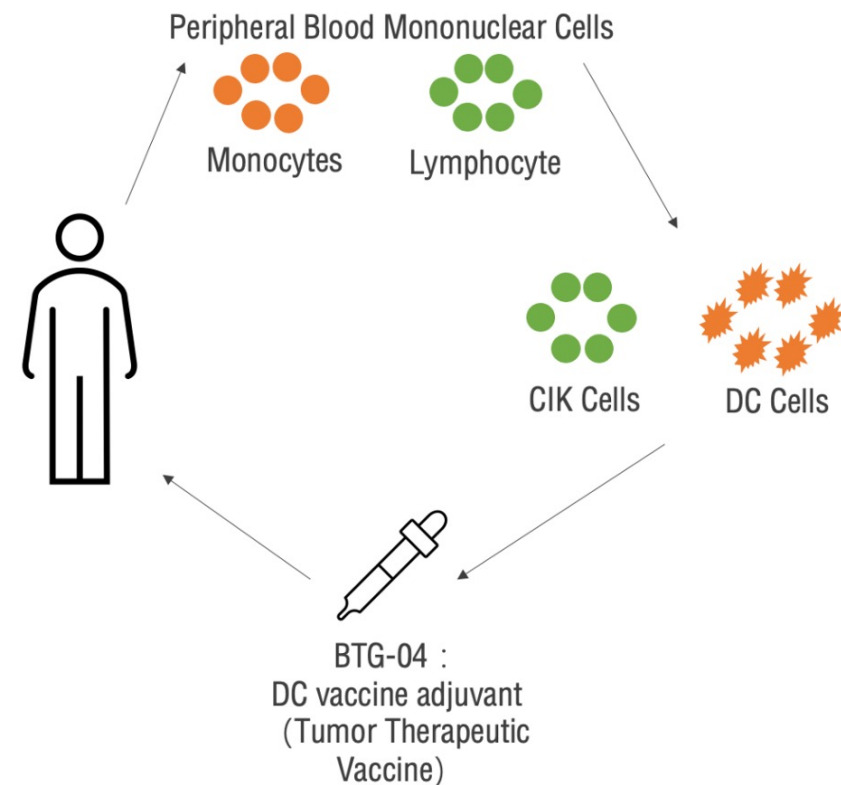 Peripheral Blood Mononuclear Cells
Monocytes
Lymphocyte
CIK Cells
DC Cells
BTG-04 :
DC vaccine adjuvant
(Tumor Therapeutic
Vaccine)